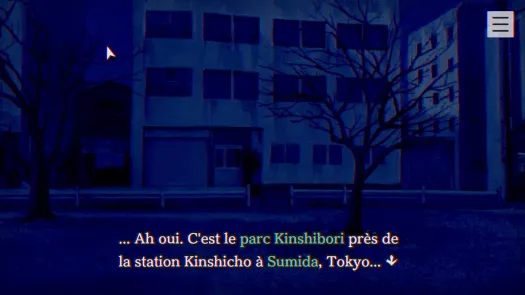 ... Ah oui. C'est le parc Kinshibori près de
la station Kinshicho à Sumida, Tokyo...